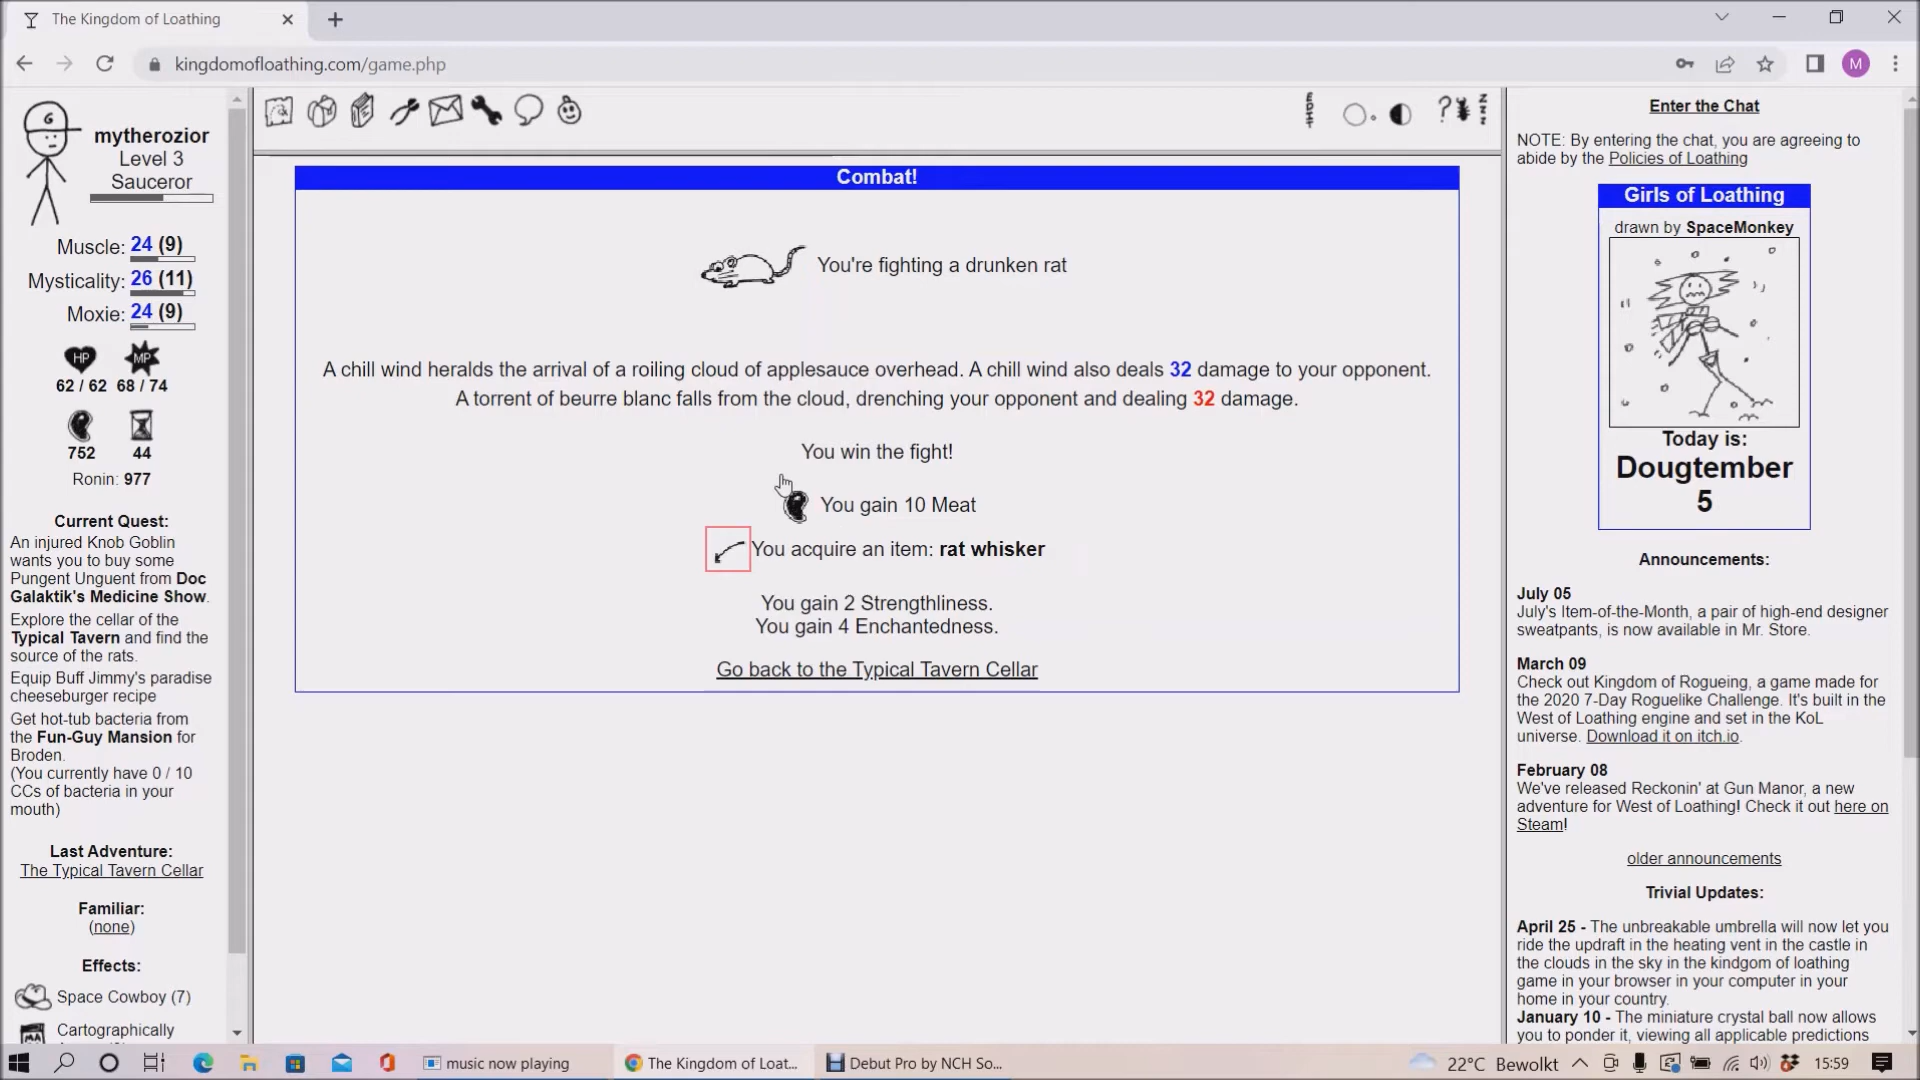 The Kingdom of Loathing
kingdomofloathing.com/game.php
M
G
mytherozior
Level 3
Sauceror
Muscle: 24 (9)
Mysticality: 26 (11)
Moxie: 24 (9)
HP MP
62 / 62 68 / 74
752 44
Ronin: 977
Current Quest:
An injured Knob Goblin
wants you to buy some
Pungent Unguent from Doc
Galaktik's Medicine Show.
Explore the cellar of the
Typical Tavern and find the
source of the rats.
Equip Buff Jimmy's paradise
cheeseburger recipe
Get hot-tub bacteria from
the Fun-Guy Mansion for
Broden.
(You currently have 0 / 10
CCs of bacteria in your
mouth)
Last Adventure:
The Typical Tavern Cellar
Familiar:
(none)
Effects:
Space Cowboy (7)
Cartographically
EDIT
?
Combat!
You're fighting a drunken rat
A chill wind heralds the arrival of a roiling cloud of applesauce overhead. A chill wind also deals 32 damage to your opponent.
A torrent of beurre blanc falls from the cloud, drenching your opponent and dealing 32 damage.
You win the fight!
You gain 10 Meat
You acquire an item: rat whisker
You gain 2 Strengthliness.
You gain 4 Enchantedness.
Go back to the Typical Tavern Cellar
Enter the Chat
NOTE: By entering the chat, you are agreeing to
abide by the Policies of Loathing
Girls of Loathing
drawn by SpaceMonkey
Today is:
Dougtember
5
Announcements:
July 05
July's Item-of-the-Month, a pair of high-end designer
sweatpants, is now available in Mr. Store.
March 09
Check out Kingdom of Rogueing, a game made for
the 2020 7-Day Roguelike Challenge. It's built in the
West of Loathing engine and set in the KoL
universe. Download it on itch.io.
February 08
We've released Reckonin' at Gun Manor, a new
adventure for West of Loathing! Check it out here on
Steam!
older announcements
Trivial Updates:
April 25 - The unbreakable umbrella will now let you
ride the updraft in the heating vent in the castle in
the clouds in the sky in the kindgom of loathing
game in your browser in your computer in your
home in your country.
January 10 - The miniature crystal ball now allows
you to ponder it, viewing all applicable predictions
music now playing
The Kingdom of Loat...
Debut Pro by NCH So...
22°C Bewolkt
15:59